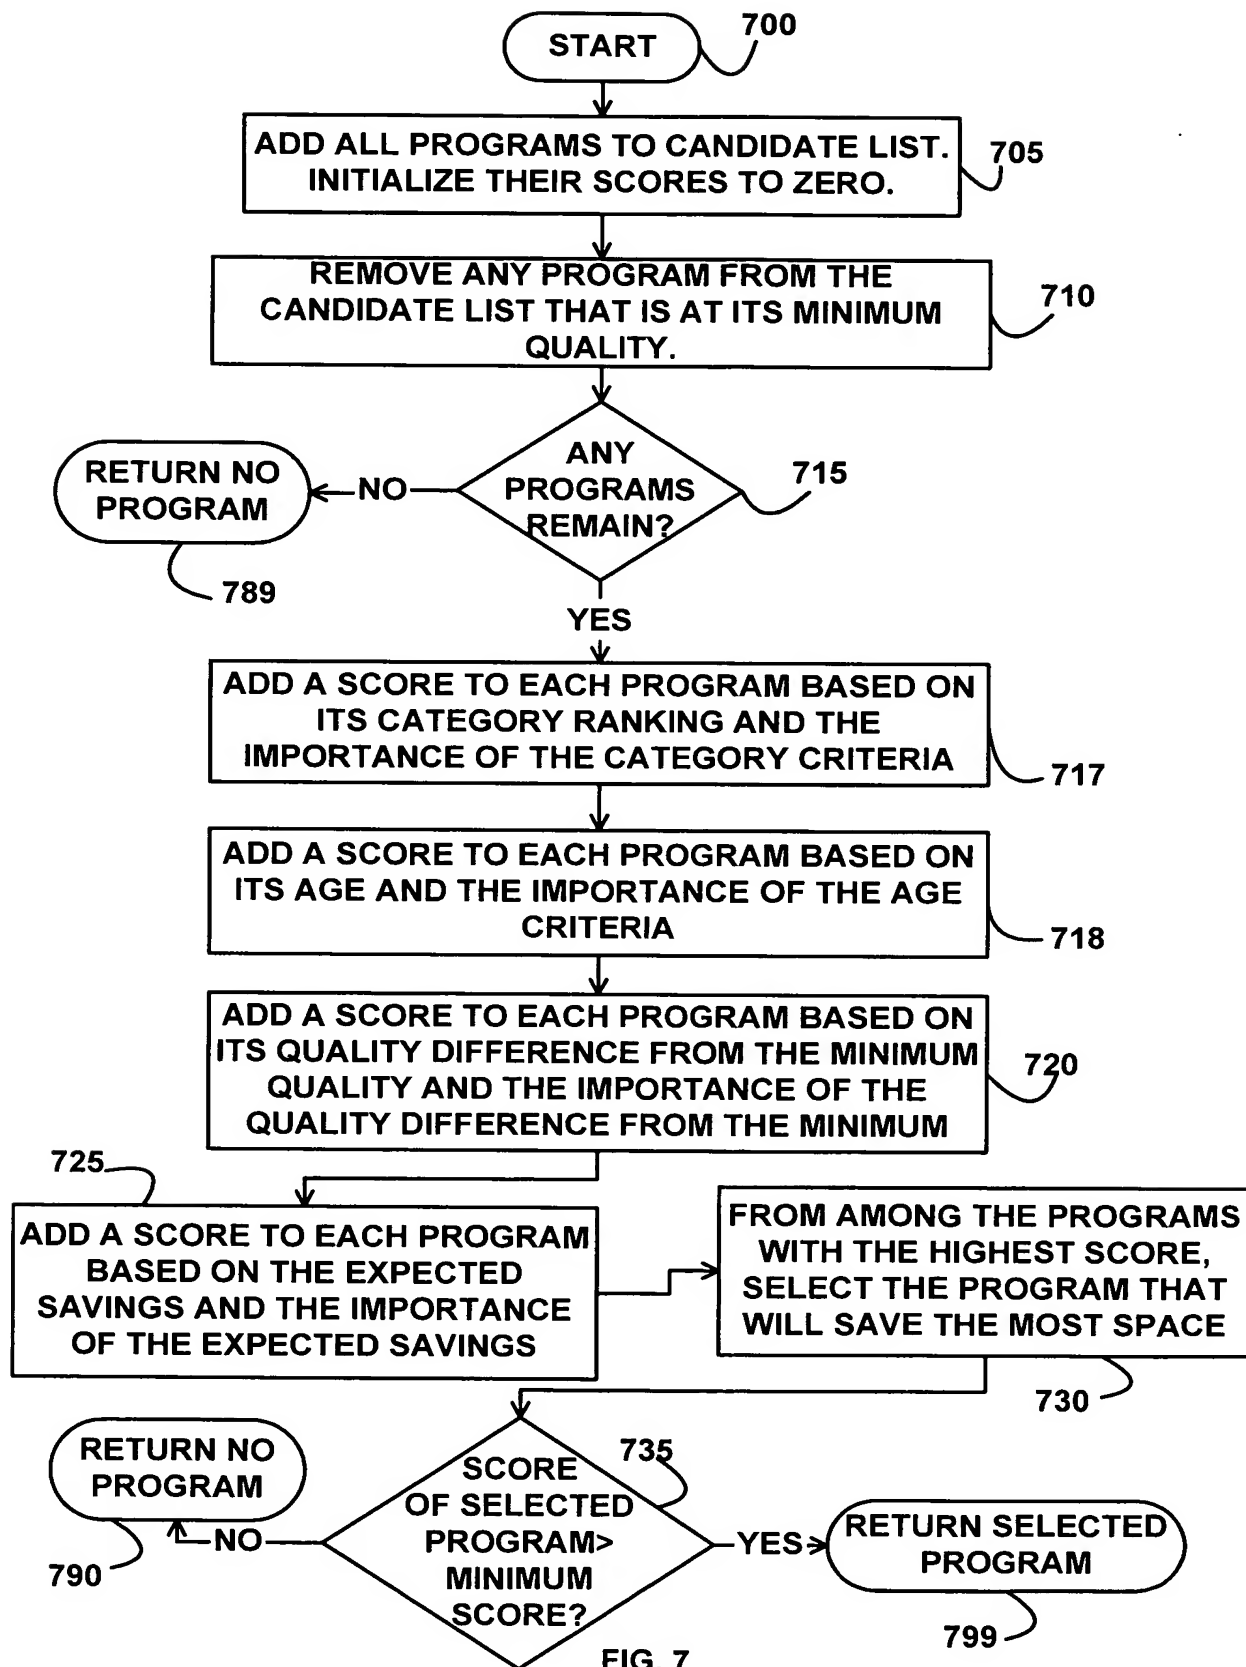 START
700
ADD ALL PROGRAMS TO CANDIDATE LIST.
INITIALIZE THEIR SCORES TO ZERO.
705
REMOVE ANY PROGRAM FROM THE
CANDIDATE LIST THAT IS AT ITS MINIMUM
QUALITY.
710
ANY
PROGRAMS
REMAIN?
715
NO
RETURN NO
PROGRAM
789
YES
ADD A SCORE TO EACH PROGRAM BASED ON
ITS CATEGORY RANKING AND THE
IMPORTANCE OF THE CATEGORY CRITERIA
717
ADD A SCORE TO EACH PROGRAM BASED ON
ITS AGE AND THE IMPORTANCE OF THE AGE
CRITERIA
718
ADD A SCORE TO EACH PROGRAM BASED ON
ITS QUALITY DIFFERENCE FROM THE MINIMUM
QUALITY AND THE IMPORTANCE OF THE
QUALITY DIFFERENCE FROM THE MINIMUM
720
725
ADD A SCORE TO EACH PROGRAM
BASED ON THE EXPECTED
SAVINGS AND THE IMPORTANCE
OF THE EXPECTED SAVINGS
FROM AMONG THE PROGRAMS
WITH THE HIGHEST SCORE,
SELECT THE PROGRAM THAT
WILL SAVE THE MOST SPACE
730
SCORE
OF SELECTED
PROGRAM>
MINIMUM
SCORE?
735
NO
RETURN NO
PROGRAM
790
YES
RETURN SELECTED
PROGRAM
799
FIG. 7